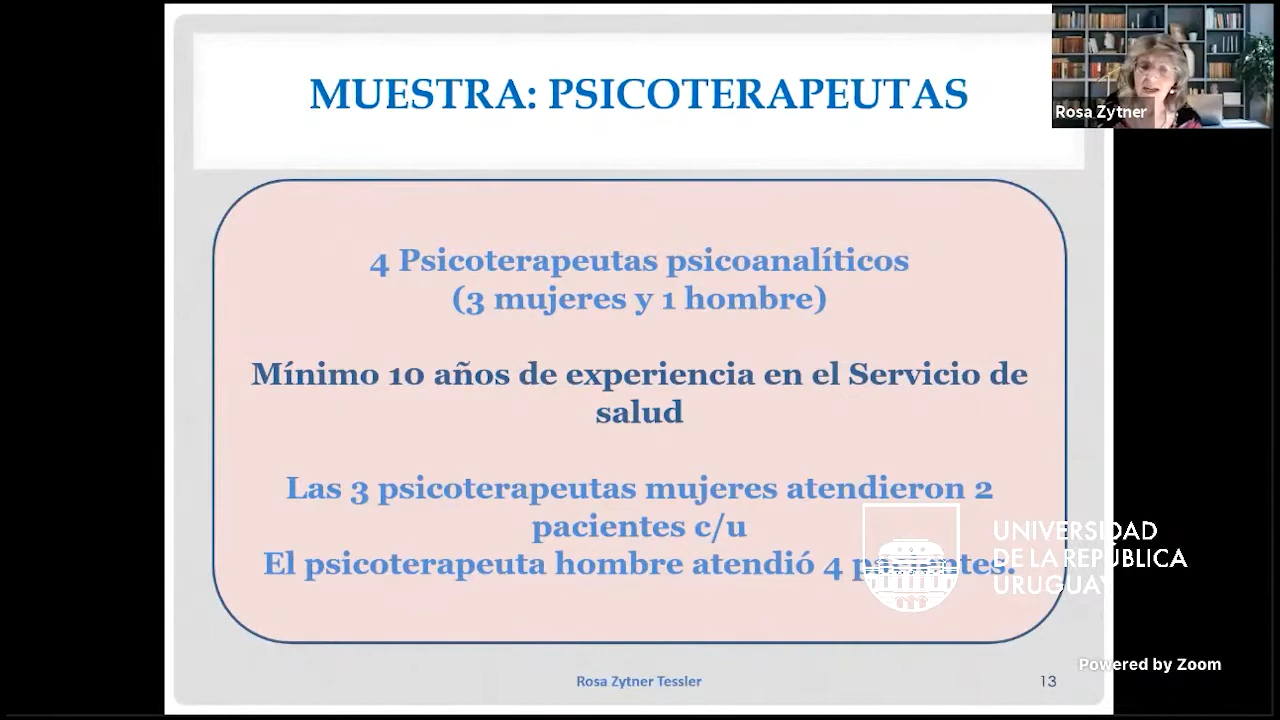 MUESTRA: PSICOTERAPEUTAS
Rosa Zytner
4 Psicoterapeutas psicoanalíticos
(3 mujeres y 1 hombre)
Mínimo 10 años de experiencia en el Servicio de
salud
Las 3 psicoterapeutas mujeres atendieron 2
pacientes c/u
El psicoterapeuta hombre atendió 4 pacientes.
UNIVERSIDAD
DE LA REPÚBLICA
URUGUAY
Powered by Zoom
Rosa Zytner Tessler
13